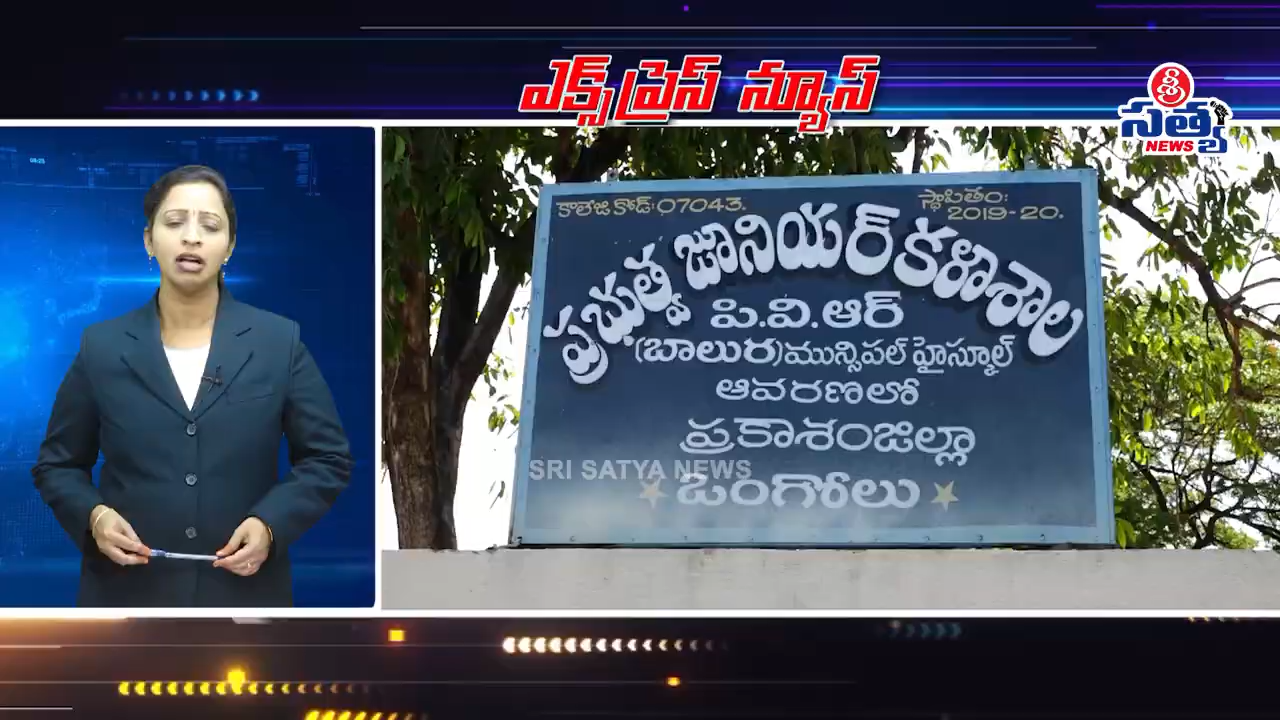 ఎక్స్‌ప్రెస్ న్యూస్
శ్రీ
సత్య
NEWS
కాలేజి కోడ్:07043.
స్థాపితం:
2019-20.
ప్రభుత్వ జూనియర్ కళాశాల
పి.వి.ఆర్
(బాలుర)మున్సిపల్ హైస్కూల్
ఆవరణలో
ప్రకాశంజిల్లా
SRI SATYA NEWS
ఒంగోలు